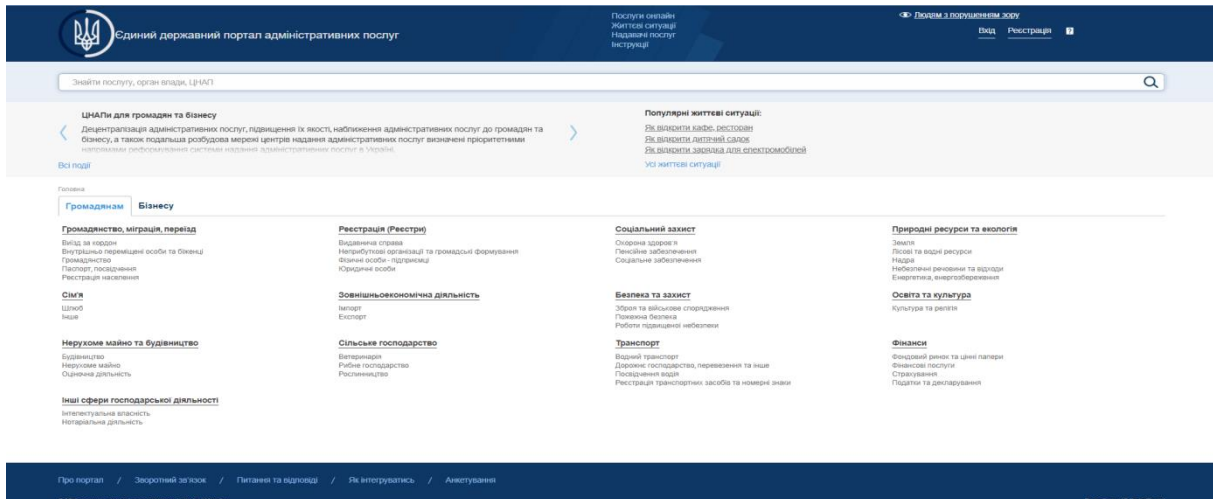 Єдиний державний портал адміністративних послуг
Послуги онлайн
Життєві ситуації
Надавачі послуг
Інструкції
Людям з порушенням зору
Вхід Реєстрація ?
Знайти послугу, орган влади, ЦНАП
ЦНАПи для громадян та бізнесу
Децентралізація адміністративних послуг, підвищення їх якості, наближення адміністративних послуг до громадян та
бізнесу, а також подальша розбудова мережі центрів надання адміністративних послуг визначені пріоритетними
напрямами реформування системи надання адміністративних послуг в Україні.
Всі події
Популярні життєві ситуації:
Як відкрити кафе, ресторан
Як відкрити дитячий садок
Як відкрити зарядка для електромобілей
Усі життєві ситуації
Головна
Громадянам Бізнесу
Громадянство, міграція, переїзд
Виїзд за кордон
Внутрішньо переміщені особи та біженці
Громадянство
Паспорт, посвідчення
Реєстрація населення
Реєстрація (Реєстри)
Видавнича справа
Неприбуткові організації та громадські формування
Фізичні особи - підприємці
Юридичні особи
Соціальний захист
Охорона здоров'я
Пенсійне забезпечення
Соціальне забезпечення
Природні ресурси та екологія
Земля
Лісові та водні ресурси
Надра
Небезпечні речовини та відходи
Енергетика, енергозбереження
Сім'я
Шлюб
Інше
Зовнішньоекономічна діяльність
Імпорт
Експорт
Безпека та захист
Зброя та військове спорядження
Пожежна безпека
Роботи підвищеної небезпеки
Освіта та культура
Культура та релігія
Нерухоме майно та будівництво
Будівництво
Нерухоме майно
Оціночна діяльність
Сільське господарство
Ветеринарія
Рибне господарство
Рослинництво
Транспорт
Водний транспорт
Дорожнє господарство, перевезення та інше
Посвідчення водія
Реєстрація транспортних засобів та номерні знаки
Фінанси
Фондовий ринок та цінні папери
Фінансові послуги
Страхування
Податки та декларування
Інші сфери господарської діяльності
Інтелектуальна власність
Нотаріальна діяльність
Про портал / Зворотний зв'язок / Питання та відповіді / Як інтегруватись / Анкетування